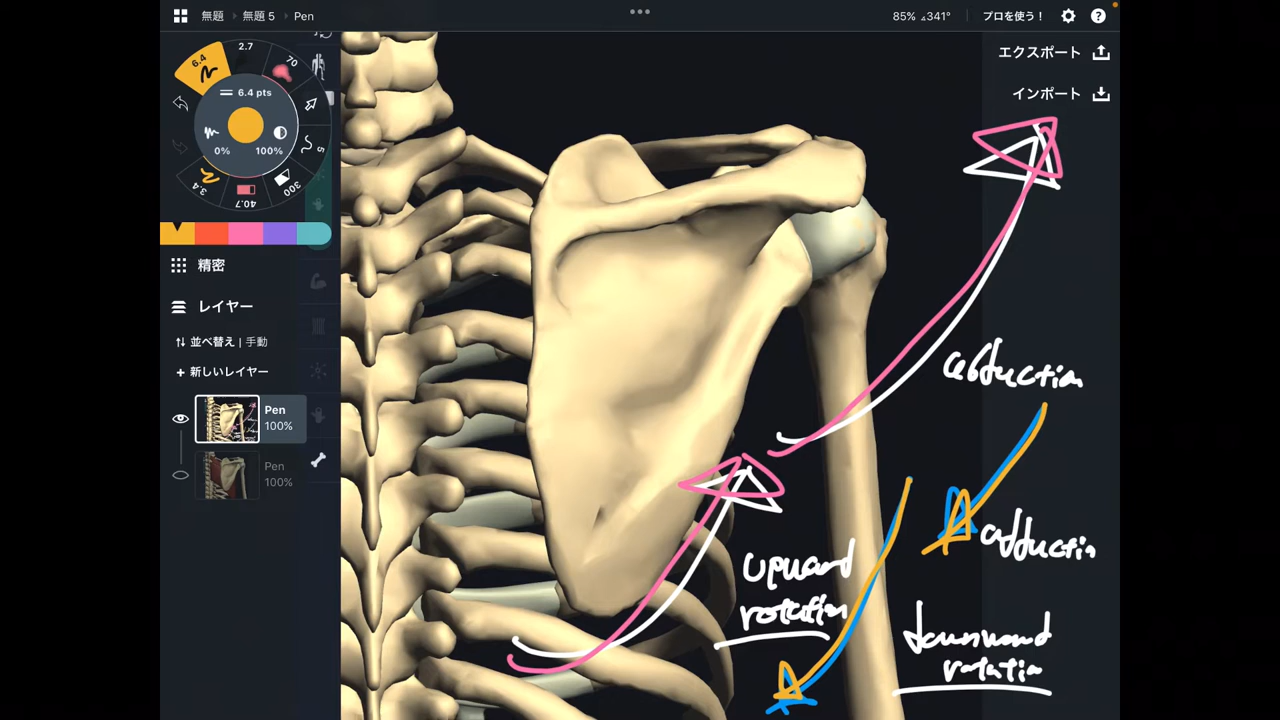 無題 無題 5 Pen
85% ⊿341° プロを使う！
エクスポート
インポート
2.7
6.4
70
6.4 pts
5
0% 100%
3.4
300
40.7
精密
レイヤー
並べ替え | 手動
+ 新しいレイヤー
Pen
100%
Pen
100%
abduction
adduction
upward
rotation
downward
rotation